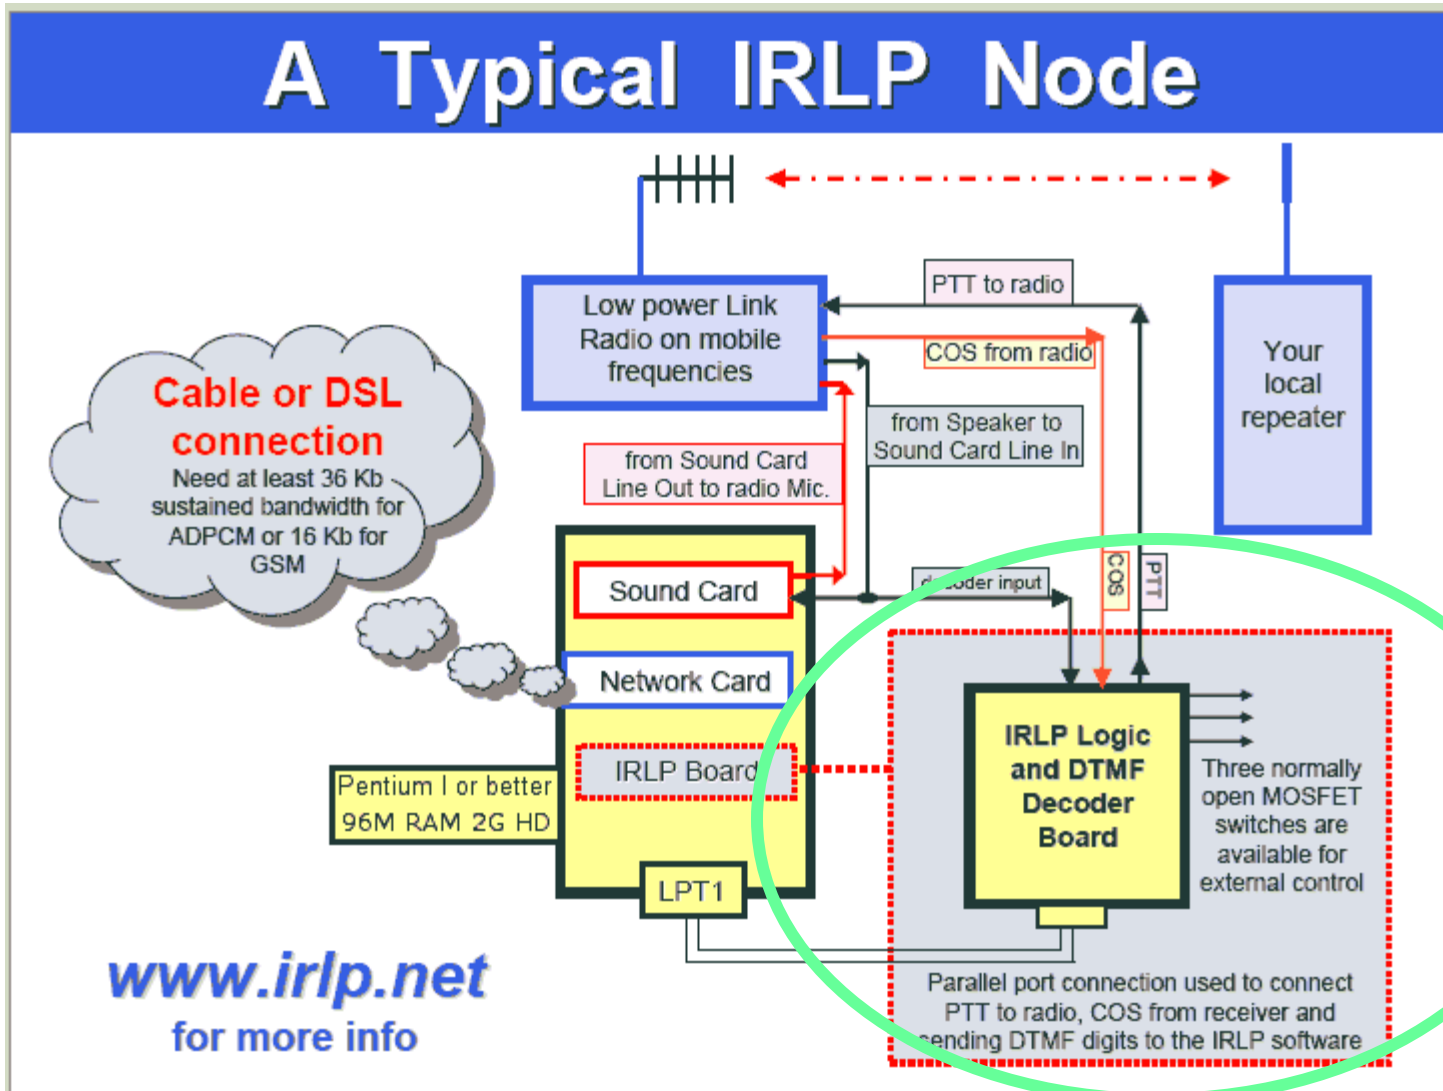 A Typical IRLP Node
Low power Link
Radio on mobile
frequencies
PTT to radio
COS from radio
Your
local
repeater
Cable or DSL
connection
Need at least 36 Kb
sustained bandwidth for
ADPCM or 16 Kb for
GSM
from Speaker to
Sound Card Line In
from Sound Card
Line Out to radio Mic.
Sound Card
decoder input
COS
PTT
Network Card
IRLP Board
Pentium I or better
96M RAM 2G HD
LPT1
IRLP Logic
and DTMF
Decoder
Board
Three normally
open MOSFET
switches are
available for
external control
Parallel port connection used to connect
PTT to radio, COS from receiver and
sending DTMF digits to the IRLP software
www.irlp.net
for more info